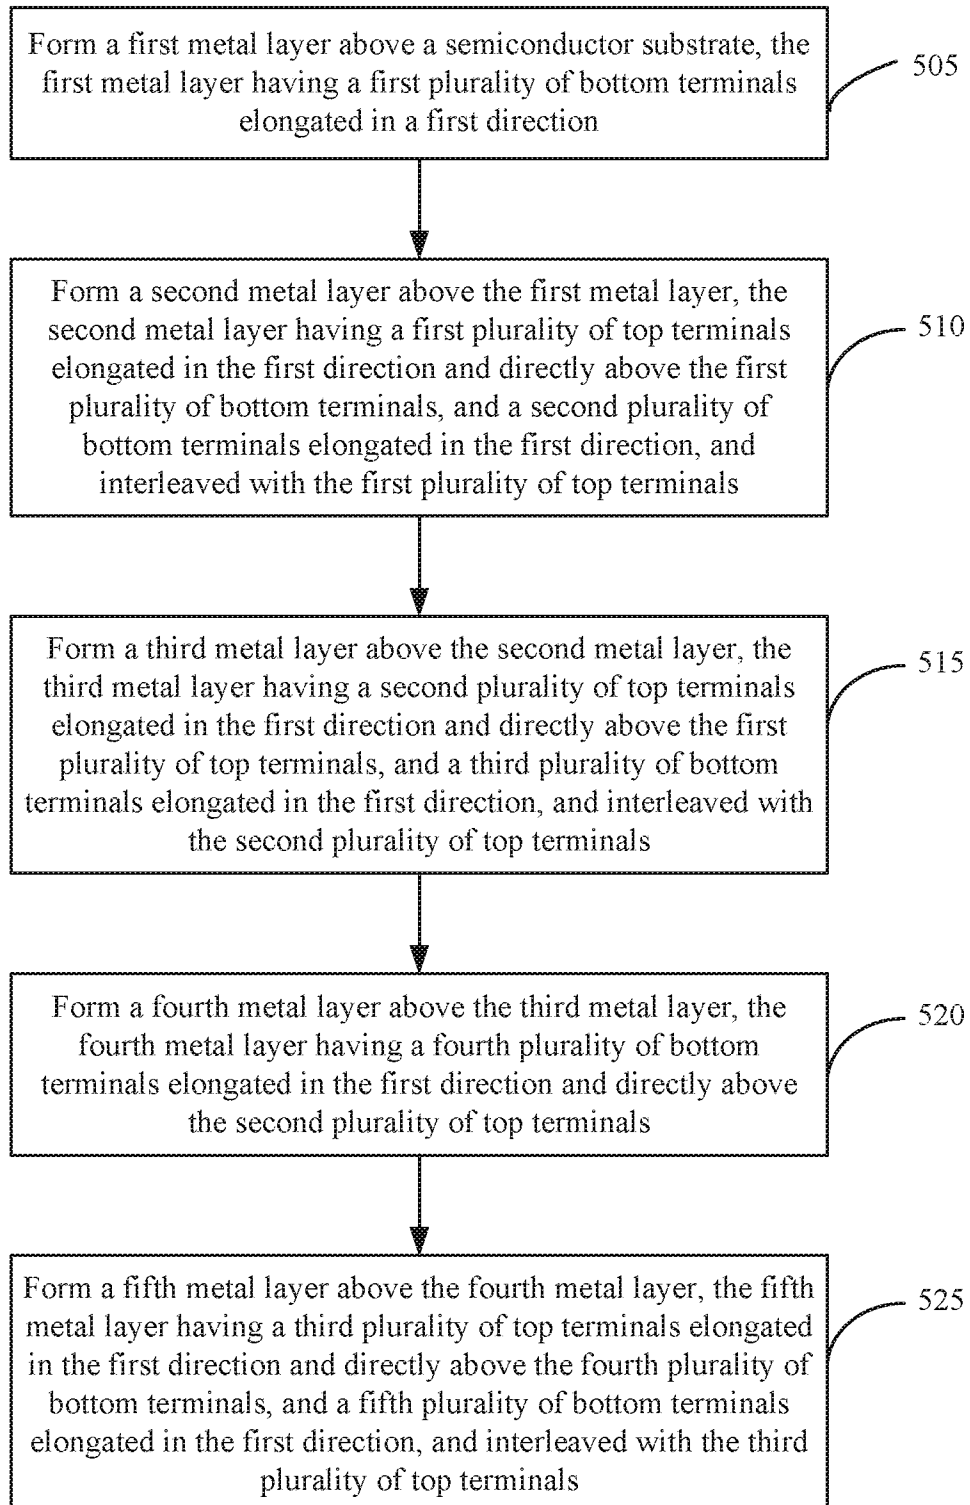 Form a first metal layer above a semiconductor substrate, the
first metal layer having a first plurality of bottom terminals
elongated in a first direction
505
Form a second metal layer above the first metal layer, the
second metal layer having a first plurality of top terminals
elongated in the first direction and directly above the first
plurality of bottom terminals, and a second plurality of
bottom terminals elongated in the first direction, and
interleaved with the first plurality of top terminals
510
Form a third metal layer above the second metal layer, the
third metal layer having a second plurality of top terminals
elongated in the first direction and directly above the first
plurality of top terminals, and a third plurality of bottom
terminals elongated in the first direction, and interleaved with
the second plurality of top terminals
515
Form a fourth metal layer above the third metal layer, the
fourth metal layer having a fourth plurality of bottom
terminals elongated in the first direction and directly above
the second plurality of top terminals
520
Form a fifth metal layer above the fourth metal layer, the fifth
metal layer having a third plurality of top terminals elongated
in the first direction and directly above the fourth plurality of
bottom terminals, and a fifth plurality of bottom terminals
elongated in the first direction, and interleaved with the third
plurality of top terminals
525